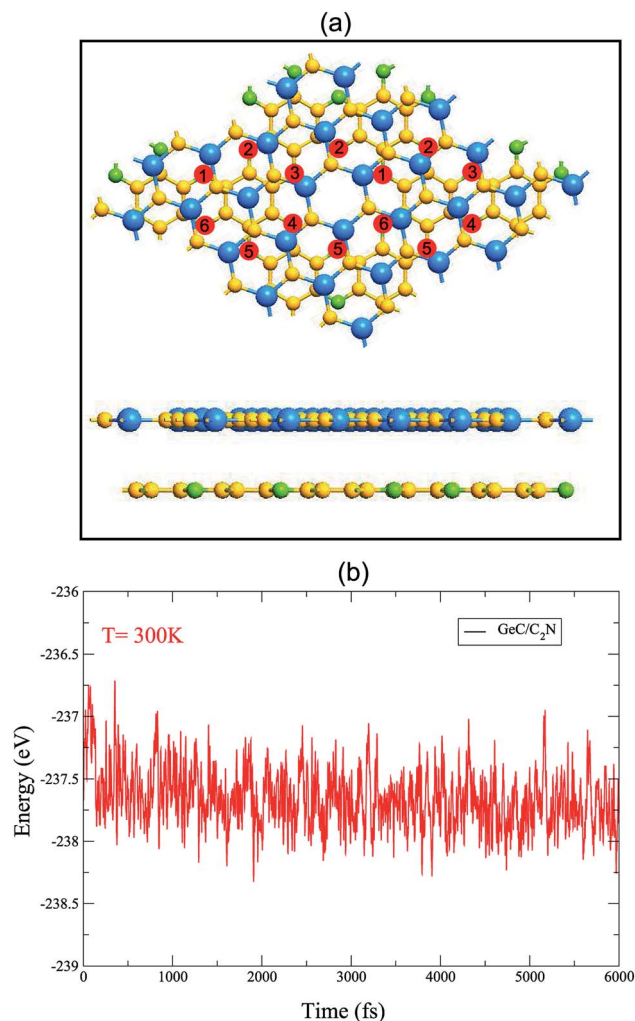 (a)
2 2 2
1 3 1 3
6 4 6 4
5 5 5
(b)
-236
T= 300K
GeC/C₂N
-236.5
-237
-237.5
-238
-238.5
-239
Energy (eV)
0 1000 2000 3000 4000 5000 6000
Time (fs)